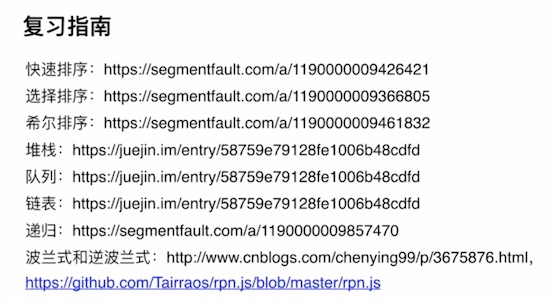 复习指南
快速排序：https://segmentfault.com/a/1190000009426421
选择排序：https://segmentfault.com/a/1190000009366805
希尔排序：https://segmentfault.com/a/1190000009461832
堆栈：https://juejin.im/entry/58759e79128fe1006b48cdfd
队列：https://juejin.im/entry/58759e79128fe1006b48cdfd
链表：https://juejin.im/entry/58759e79128fe1006b48cdfd
递归：https://segmentfault.com/a/1190000009857470
波兰式和逆波兰式：http://www.cnblogs.com/chenying99/p/3675876.html，
https://github.com/Tairraos/rpn.js/blob/master/rpn.js